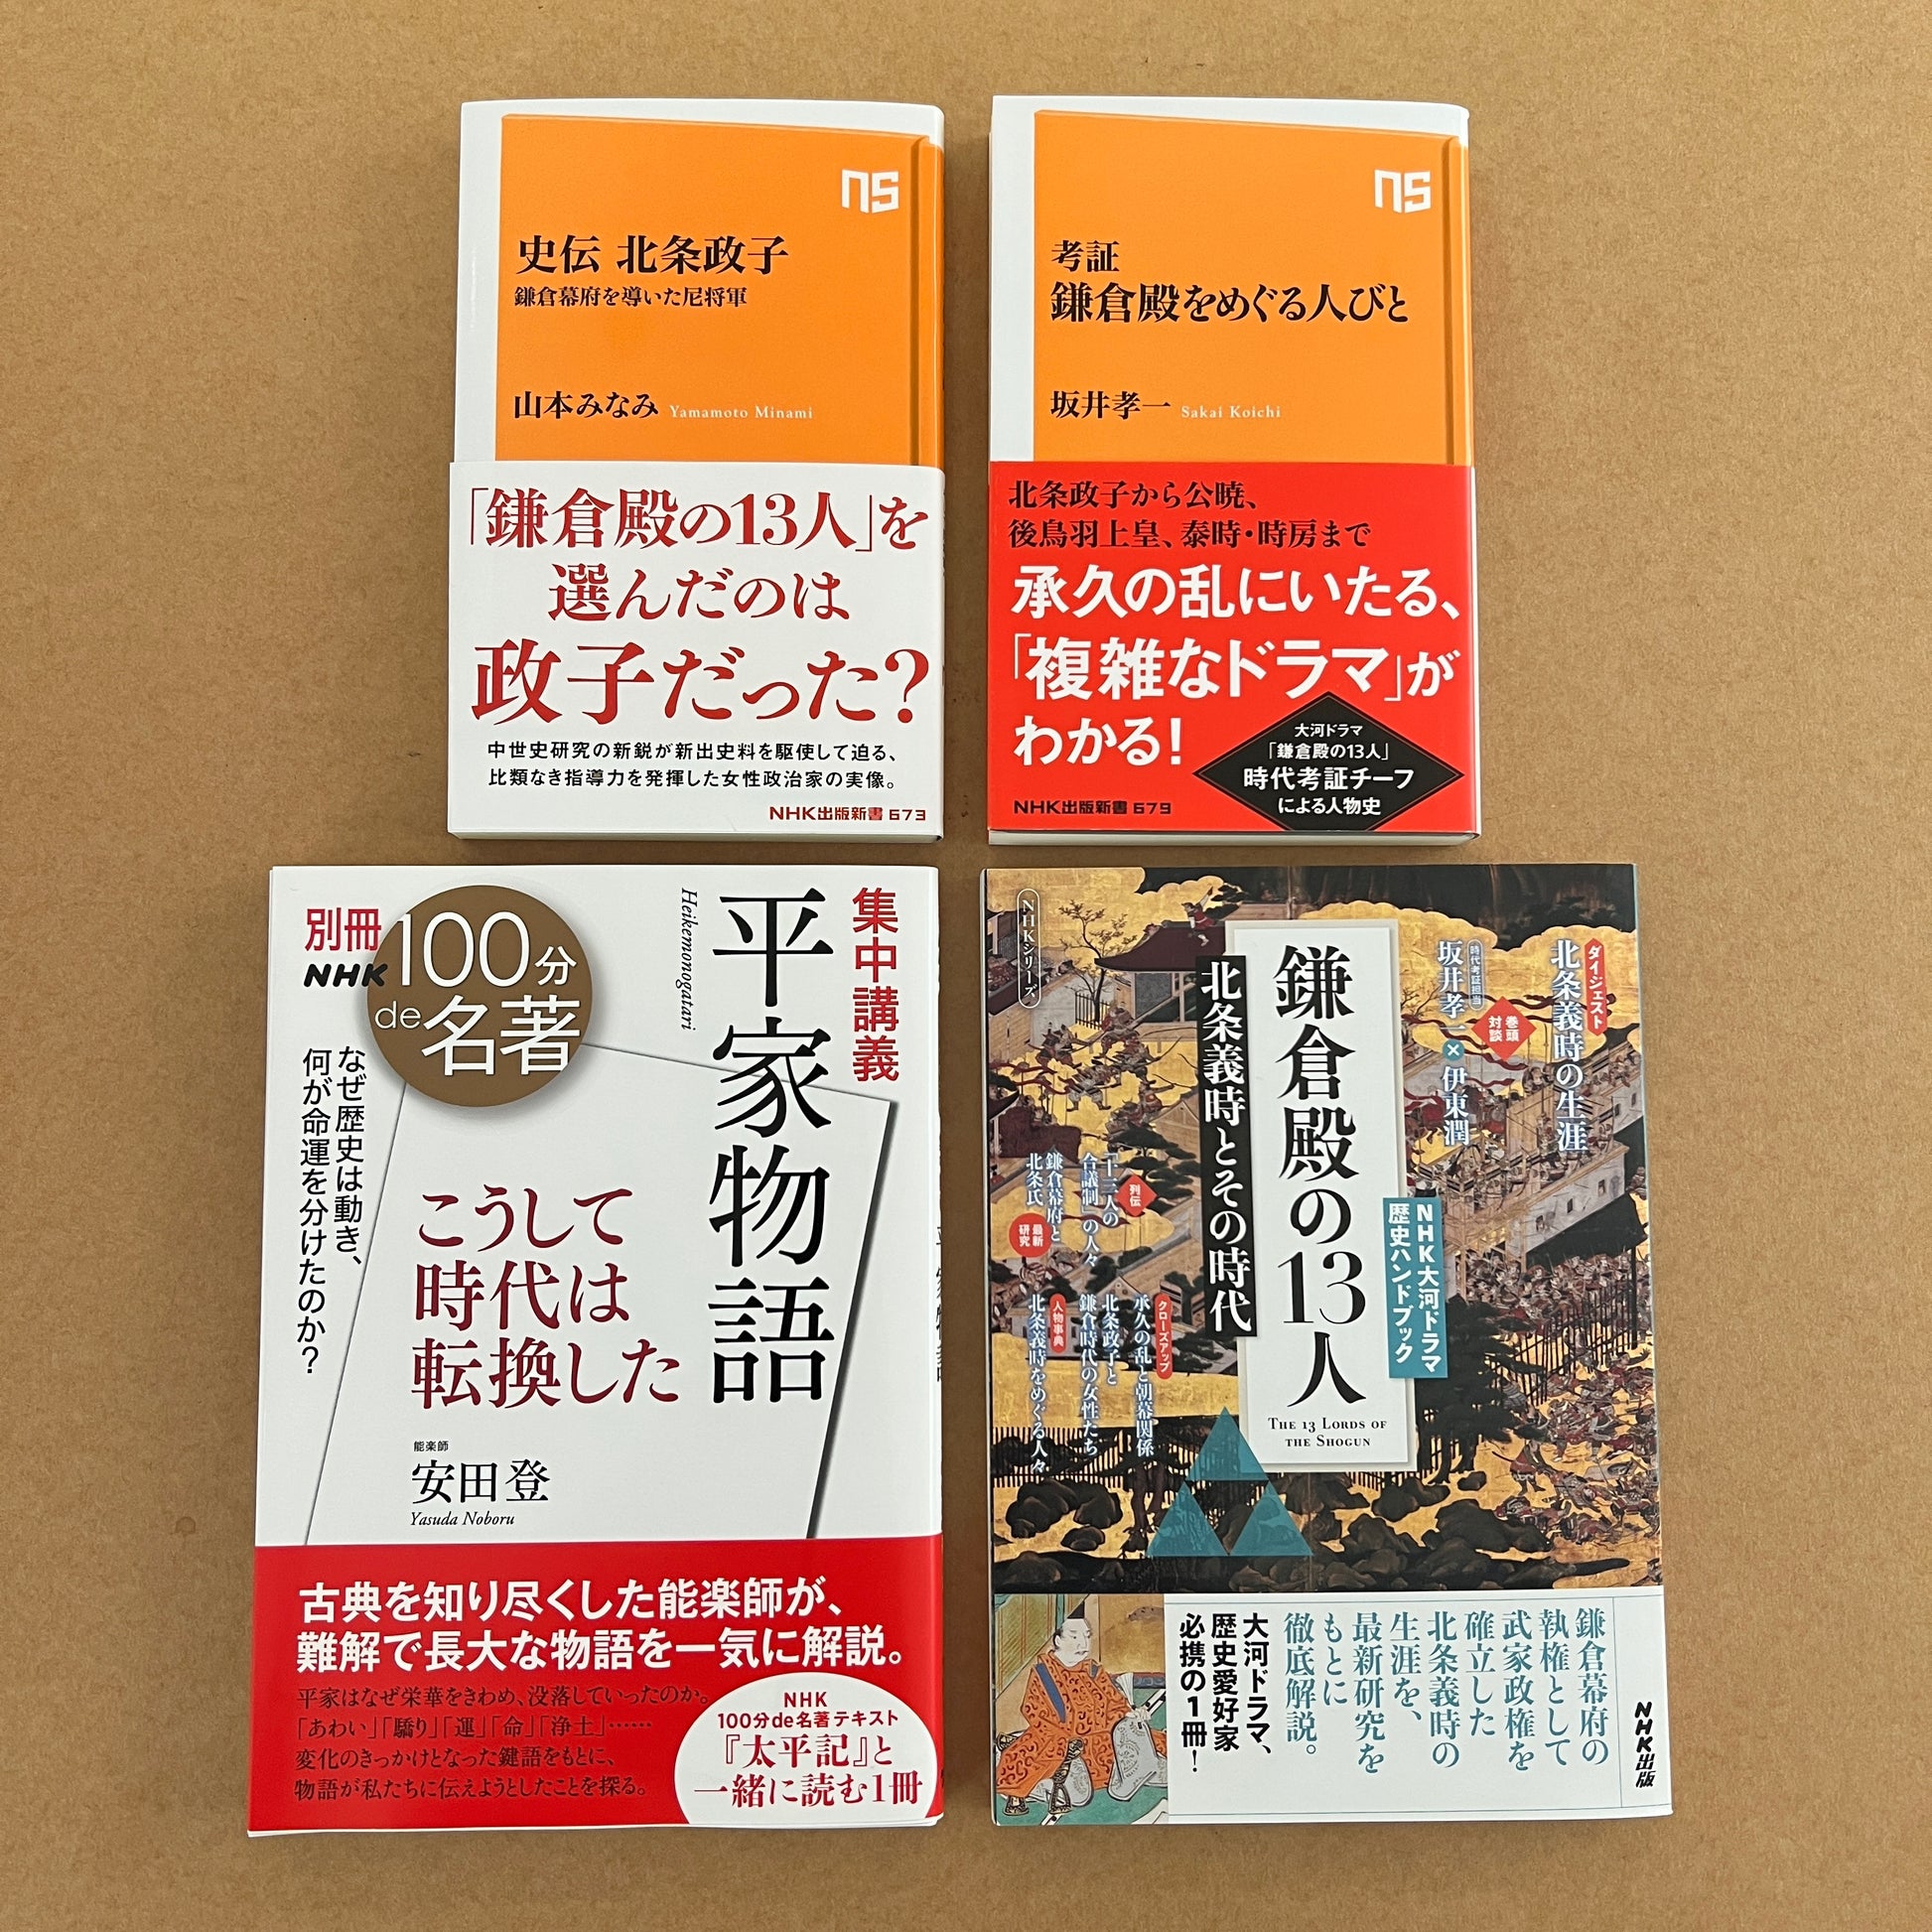 ns
史伝 北条政子
鎌倉幕府を導いた尼将軍
山本みなみ Yamamoto Minami
「鎌倉殿の13人」を
選んだのは
政子だった?
中世史研究の新鋭が新出史料を駆使して迫る、
比類なき指導力を発揮した女性政治家の実像。
NHK出版新書 673
ns
考証
鎌倉殿をめぐる人びと
坂井孝一 Sakai Koichi
北条政子から公暁、
後鳥羽上皇、泰時・時房まで
承久の乱にいたる、
「複雑なドラマ」が
わかる!
大河ドラマ
「鎌倉殿の13人」
時代考証チーフ
による人物史
NHK出版新書 679
集中講義
平家物語
Heikemonogatari
別冊
NHK
100分
de名著
なぜ歴史は動き、
何が命運を分けたのか?
こうして
時代は
転換した
能楽師
安田登
Yasuda Noboru
古典を知り尽くした能楽師が、
難解で長大な物語を一気に解説。
平家はなぜ栄華をきわめ、没落していったのか。
「あわい」「驕り」「運」「命」「浄土」……
変化のきっかけとなった鍵語をもとに、
物語が私たちに伝えようとしたことを探る。
NHK
100分de名著テキスト
『太平記』と
一緒に読む1冊
ダイジェスト
北条義時の生涯
巻頭
対談
時代考証担当
坂井孝一×伊東潤
NHK大河ドラマ
歴史ハンドブック
鎌倉殿の13人
THE 13 LORDS OF
THE SHOGUN
北条義時とその時代
NHKシリーズ
列伝
「十三人の
合議制」の人々
最新
研究
鎌倉幕府と
北条氏
クローズアップ
承久の乱と朝幕関係
北条政子と
鎌倉時代の女性たち
人物事典
北条義時をめぐる人々
鎌倉幕府の
執権として
武家政権を
確立した
北条義時の
生涯を、
最新研究を
もとに
徹底解説。
大河ドラマ、
歴史愛好家
必携の1冊!
NHK出版